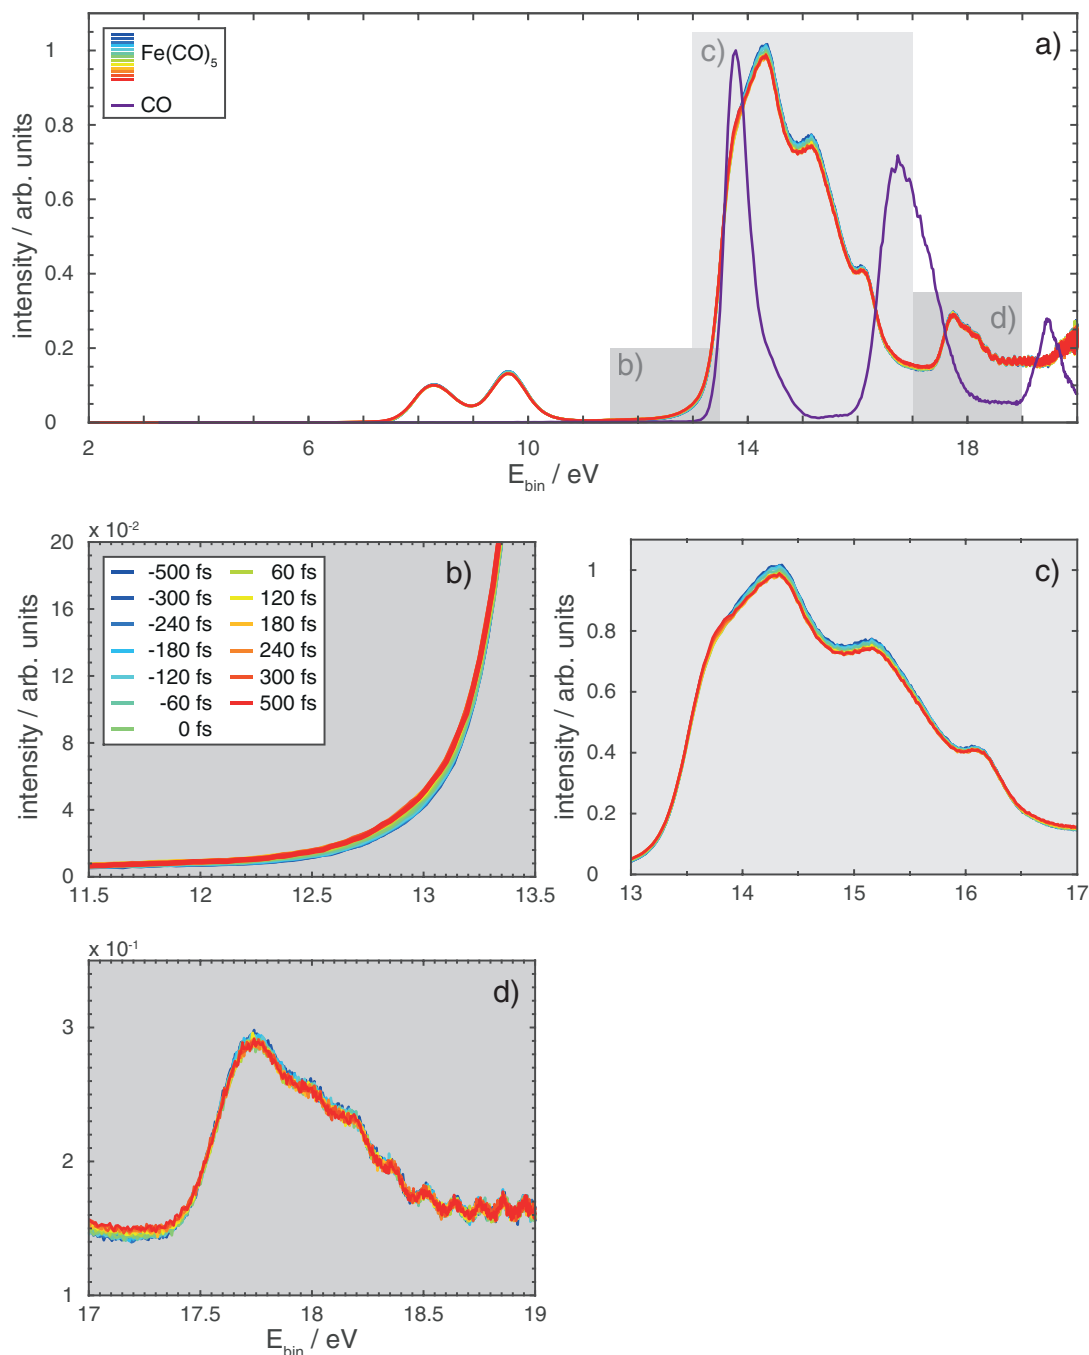 a)
Fe(CO)5
CO
c)
b)
d)
intensity / arb. units
1
0.8
0.6
0.4
0.2
0
2 6 10 14 18
E_bin / eV
x 10^-2
b)
intensity / arb. units
20
16
12
8
4
0
-500 fs 60 fs
-300 fs 120 fs
-240 fs 180 fs
-180 fs 240 fs
-120 fs 300 fs
-60 fs 500 fs
0 fs
11.5 12 12.5 13 13.5
c)
intensity / arb. units
1
0.8
0.6
0.4
0.2
0
13 14 15 16 17
x 10^-1
d)
3
2
1
17 17.5 18 18.5 19
E_bin / eV